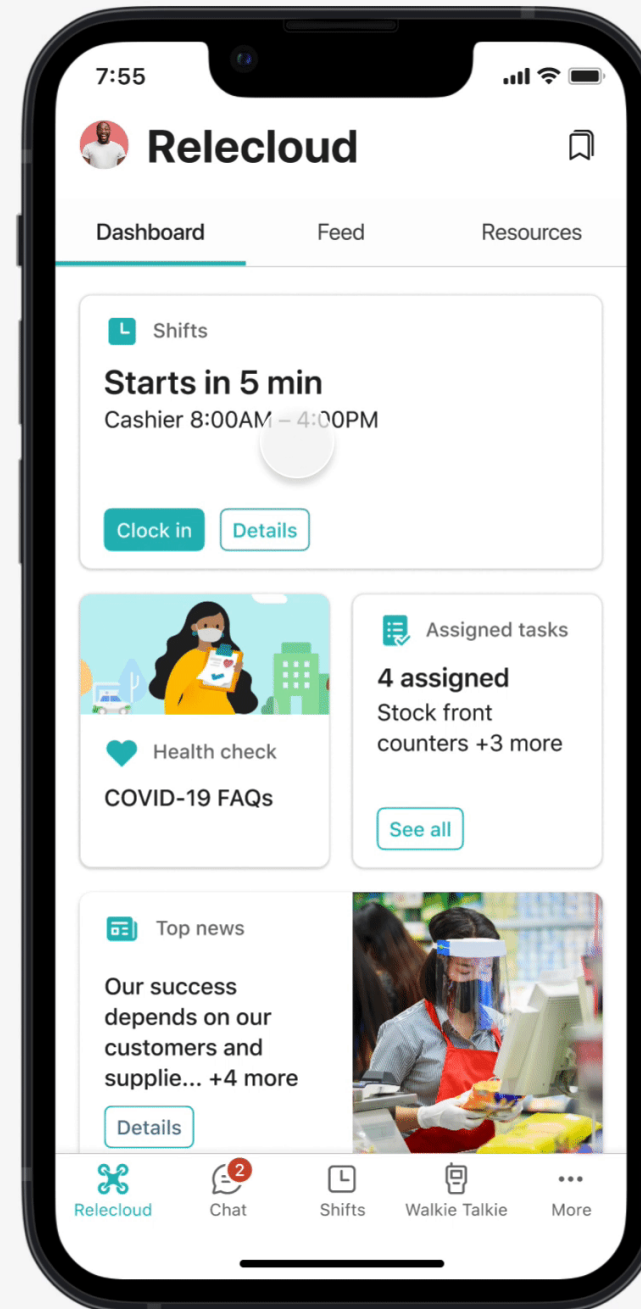 7:55
Relecloud
Dashboard Feed Resources
Shifts
Starts in 5 min
Cashier 8:00AM – 4:00PM
Clock in Details
Health check
COVID-19 FAQs
Assigned tasks
4 assigned
Stock front
counters +3 more
See all
Top news
Our success
depends on our
customers and
supplie... +4 more
Details
2
Relecloud Chat Shifts Walkie Talkie More